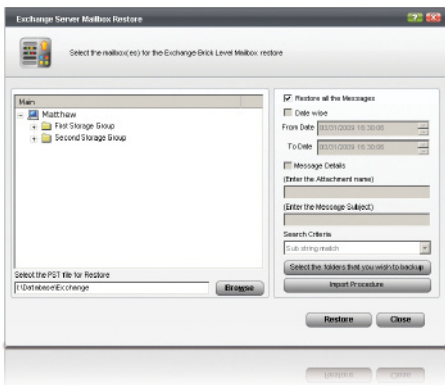 Exchange Server Mailbox Restore
Select the mailbox(es) for the Exchange Brick Level Mailbox restore
Main
Matthew
First Storage Group
Second Storage Group
Select the PST file for Restore
Browse
Restore all the Messages
Date wise
From Date
To Date
Message Details
(Enter the Attachment name)
(Enter the Message Subject)
Search Criteria
Sub string match
Select the folders that you wish to backup
Import Procedure
Restore
Close